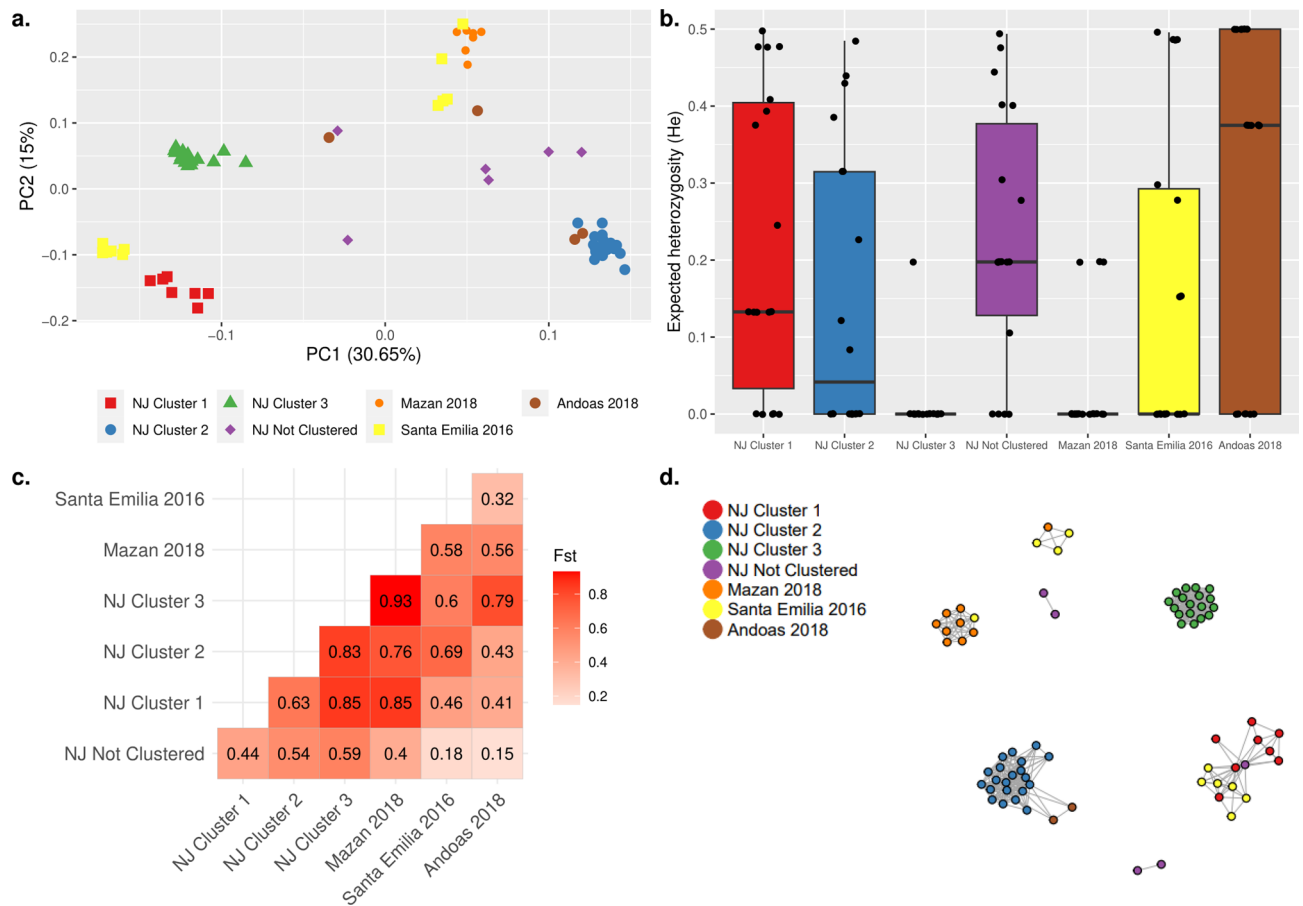 a.
PC2 (15%)
0.2
0.1
0.0
−0.1
−0.2
−0.1
0.0
0.1
PC1 (30.65%)
NJ Cluster 1
NJ Cluster 3
Mazan 2018
Andoas 2018
NJ Cluster 2
NJ Not Clustered
Santa Emilia 2016
b.
Expected heterozygosity (He)
0.5
0.4
0.3
0.2
0.1
0.0
NJ Cluster 1
NJ Cluster 2
NJ Cluster 3
NJ Not Clustered
Mazan 2018
Santa Emilia 2016
Andoas 2018
c.
Santa Emilia 2016
0.32
Mazan 2018
0.58
0.56
NJ Cluster 3
0.93
0.6
0.79
NJ Cluster 2
0.83
0.76
0.69
0.43
NJ Cluster 1
0.63
0.85
0.85
0.46
0.41
NJ Not Clustered
0.44
0.54
0.59
0.4
0.18
0.15
NJ Cluster 1
NJ Cluster 2
NJ Cluster 3
Mazan 2018
Santa Emilia 2016
Andoas 2018
Fst
0.8
0.6
0.4
0.2
d.
NJ Cluster 1
NJ Cluster 2
NJ Cluster 3
NJ Not Clustered
Mazan 2018
Santa Emilia 2016
Andoas 2018